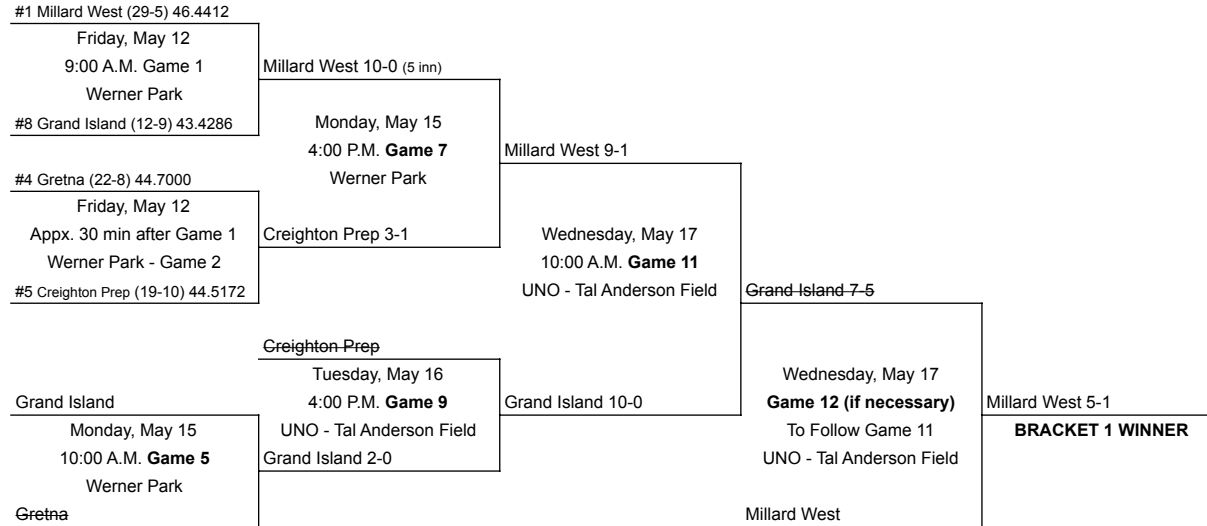 #1 Millard West (29-5) 46.4412
Friday, May 12
9:00 A.M. Game 1
Werner Park
#8 Grand Island (12-9) 43.4286
Millard West 10-0 (5 inn)
Monday, May 15
4:00 P.M. Game 7
Werner Park
#4 Gretna (22-8) 44.7000
Friday, May 12
Appx. 30 min after Game 1
Werner Park - Game 2
#5 Creighton Prep (19-10) 44.5172
Creighton Prep 3-1
Millard West 9-1
Wednesday, May 17
10:00 A.M. Game 11
UNO - Tal Anderson Field
Grand Island 7-5
Creighton Prep
Tuesday, May 16
4:00 P.M. Game 9
UNO - Tal Anderson Field
Grand Island 2-0
Grand Island
Monday, May 15
10:00 A.M. Game 5
Werner Park
Gretna
Grand Island 10-0
Wednesday, May 17
Game 12 (if necessary)
To Follow Game 11
UNO - Tal Anderson Field
Millard West
Millard West 5-1
BRACKET 1 WINNER